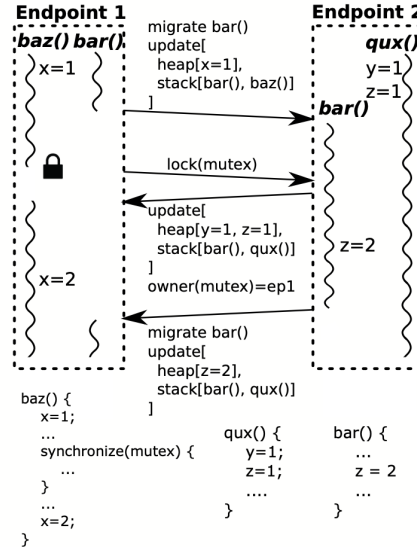 Endpoint 1
Endpoint 2
baz() bar()
x=1
migrate bar()
update[
heap[x=1],
stack[bar(), baz()]
]
qux()
y=1
z=1
bar()
lock(mutex)
update[
heap[y=1, z=1],
stack[bar(), qux()]
]
owner(mutex)=ep1
z=2
x=2
migrate bar()
update[
heap[z=2],
stack[bar(), qux()]
]
baz() {
x=1;
...
synchronize(mutex) {
...
}
...
x=2;
}
qux() {
y=1;
z=1;
....
}
bar() {
...
z = 2
...
}